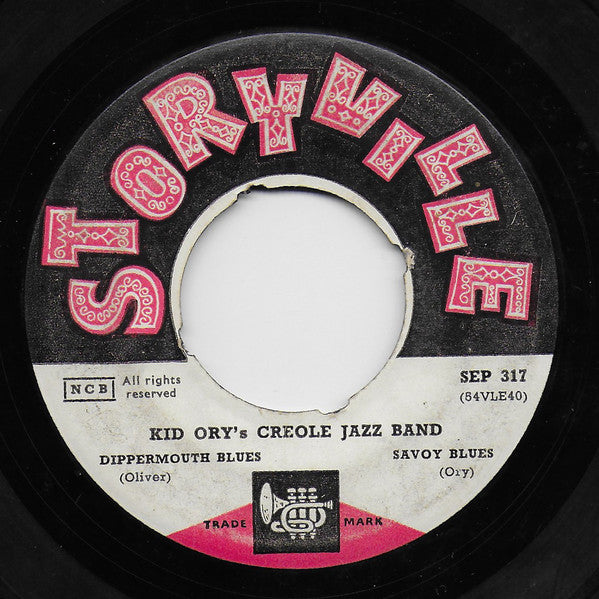 STORYVILLE
NCB All rights reserved
SEP 317
(54VLE40)
KID ORY's CREOLE JAZZ BAND
DIPPERMOUTH BLUES
(Oliver)
SAVOY BLUES
(Ory)
TRADE MARK